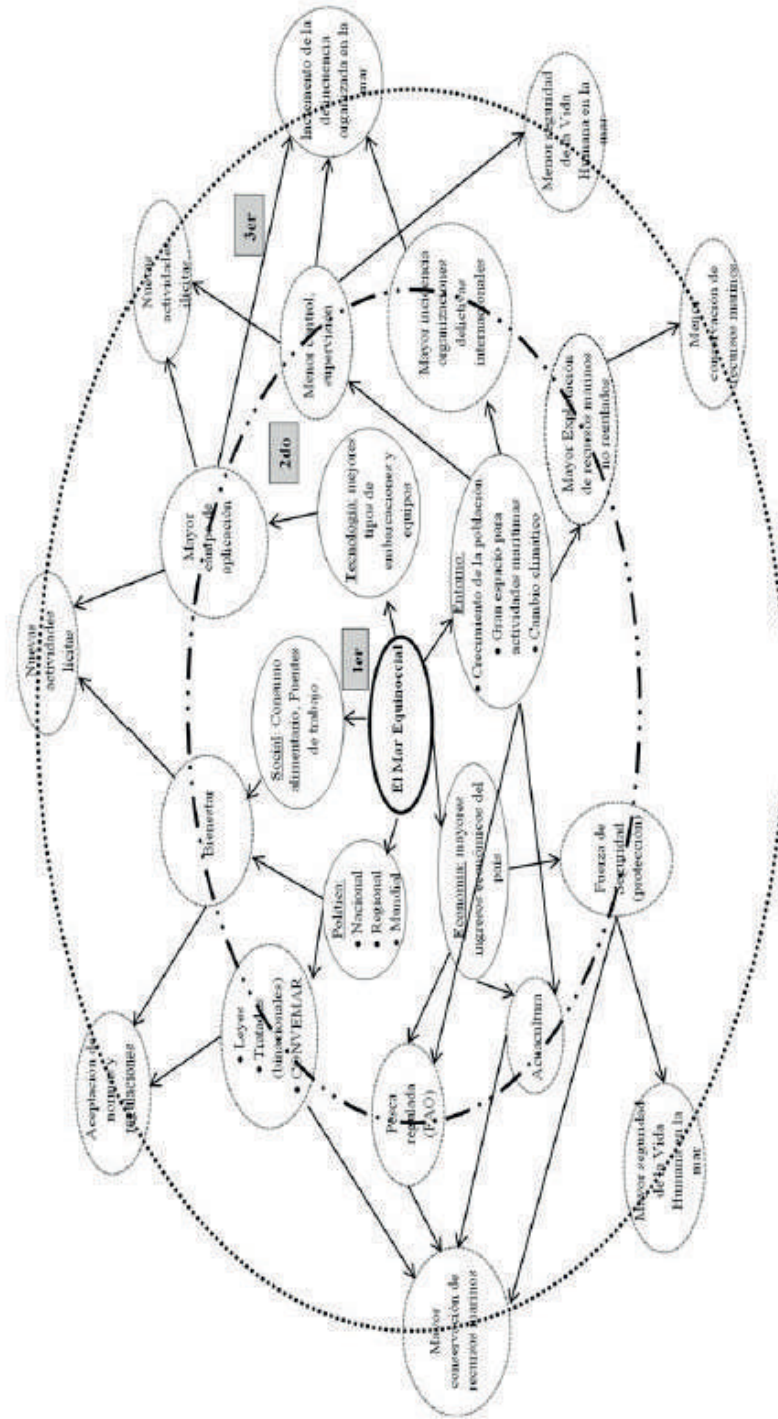 Aceptación de
normas y
regulaciones
Nuevas
actividades
lícitas
Nuevas
actividades
ilícitas
Incremento de la
delincuencia
organizada en la
mar
3er
• Leyes
• Tratados
(binacionales)
• CONVEMAR
Bienestar
Mayor
campo de
aplicación
2do
Menor control,
supervisión
Política:
• Nacional
• Regional
• Mundial
Social: Consumo
alimentario, Fuentes
de trabajo
Tecnología: mejores
tipos de
embarcaciones y
equipos
1er
Mayor
conservación de
recursos marinos
Pesca
regulada
(FAO)
El Mar Equinoccial
Mayor incidencia
organizaciones
delictivas
internacionales
Economía: mayores
ingresos económicos del
país
Entorno:
• Crecimiento de la población
• Gran espacio para
actividades marítimas
• Cambio climático
Acuacultura
Fuerza de
Seguridad
(protección)
Mayor Explotación
de recursos marinos
no regulados
Menor seguridad
de la Vida
Humana en la
mar
Mayor seguridad
de la Vida
Humana en la
mar
Menor
conservación de
recursos marinos